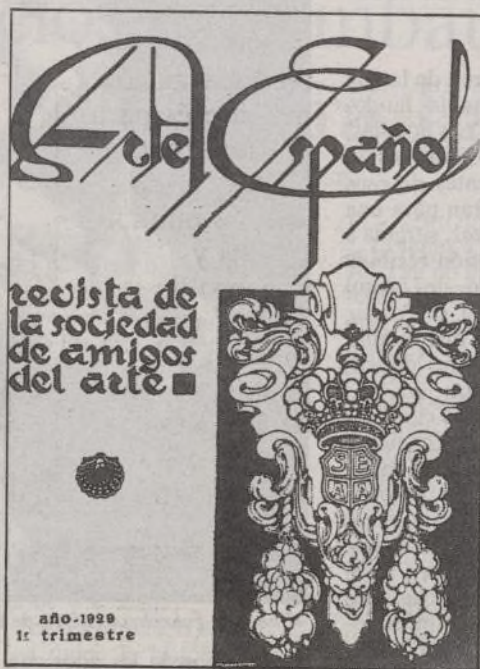 Arte Español
revista de
la sociedad
de amigos
del arte
S E
A A
año-1929
1.r trimestre